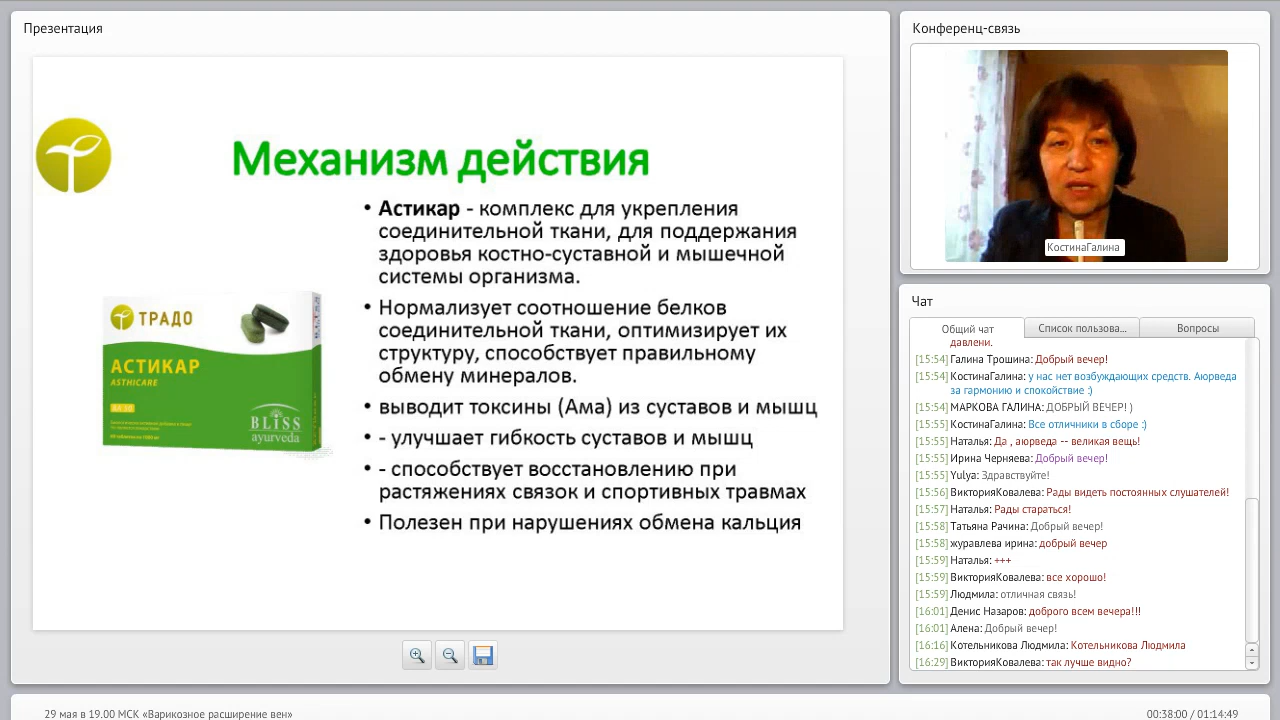 Презентация
Механизм действия
• Астикар - комплекс для укрепления
соединительной ткани, для поддержания
здоровья костно-суставной и мышечной
системы организма.
• Нормализует соотношение белков
соединительной ткани, оптимизирует их
структуру, способствует правильному
обмену минералов.
• выводит токсины (Ама) из суставов и мышц
• - улучшает гибкость суставов и мышц
• - способствует восстановлению при
растяжениях связок и спортивных травмах
• Полезен при нарушениях обмена кальция
ТРАДО
АСТИКАР
ASTHICARE
BLISS
ayurveda
Конференц-связь
КостинаГалина
Чат
Общий чат
Список пользова...
Вопросы
давлени.
[15:54] Галина Трошина: Добрый вечер!
[15:54] КостинаГалина: у нас нет возбуждающих средств. Аюрведа
за гармонию и спокойствие :)
[15:54] МАРКОВА ГАЛИНА: ДОБРЫЙ ВЕЧЕР! )
[15:55] КостинаГалина: Все отличники в сборе :)
[15:55] Наталья: Да , аюрведа -- великая вещь!
[15:55] Ирина Черняева: Добрый вечер!
[15:55] Yulya: Здравствуйте!
[15:56] ВикторияКовалева: Рады видеть постоянных слушателей!
[15:57] Наталья: Рады стараться!
[15:58] Татьяна Рачина: Добрый вечер!
[15:58] журавлева ирина: добрый вечер
[15:59] Наталья: +++
[15:59] ВикторияКовалева: все хорошо!
[15:59] Людмила: отличная связь!
[16:01] Денис Назаров: доброго всем вечера!!!
[16:01] Алена: Добрый вечер!
[16:16] Котельникова Людмила: Котельникова Людмила
[16:29] ВикторияКовалева: так лучше видно?
29 мая в 19.00 МСК «Варикозное расширение вен»
00:38:00 / 01:14:49